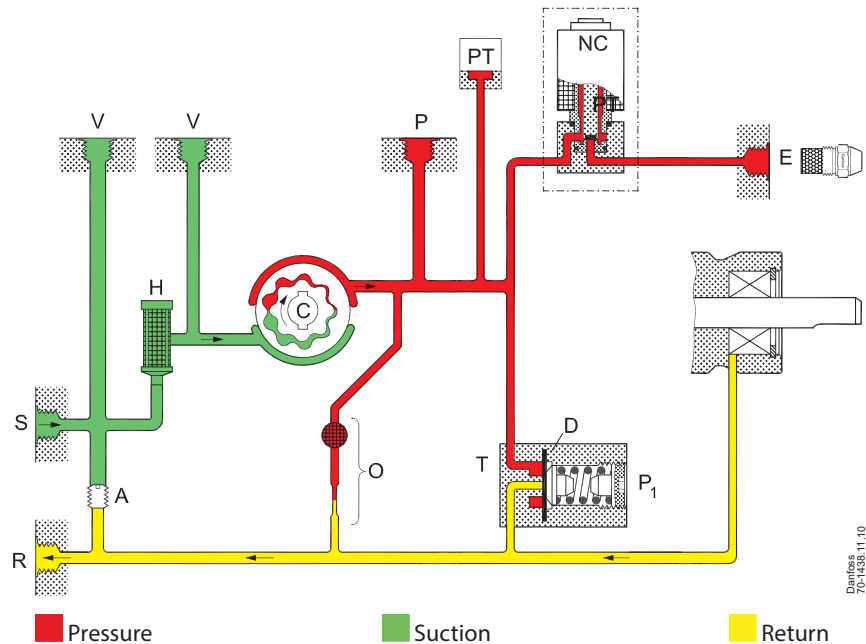 NC
PT
PT
V
V
P
E
H
C
S
D
T
O
P1
A
R
Danfoss
70-1438.11.10
Pressure
Suction
Return